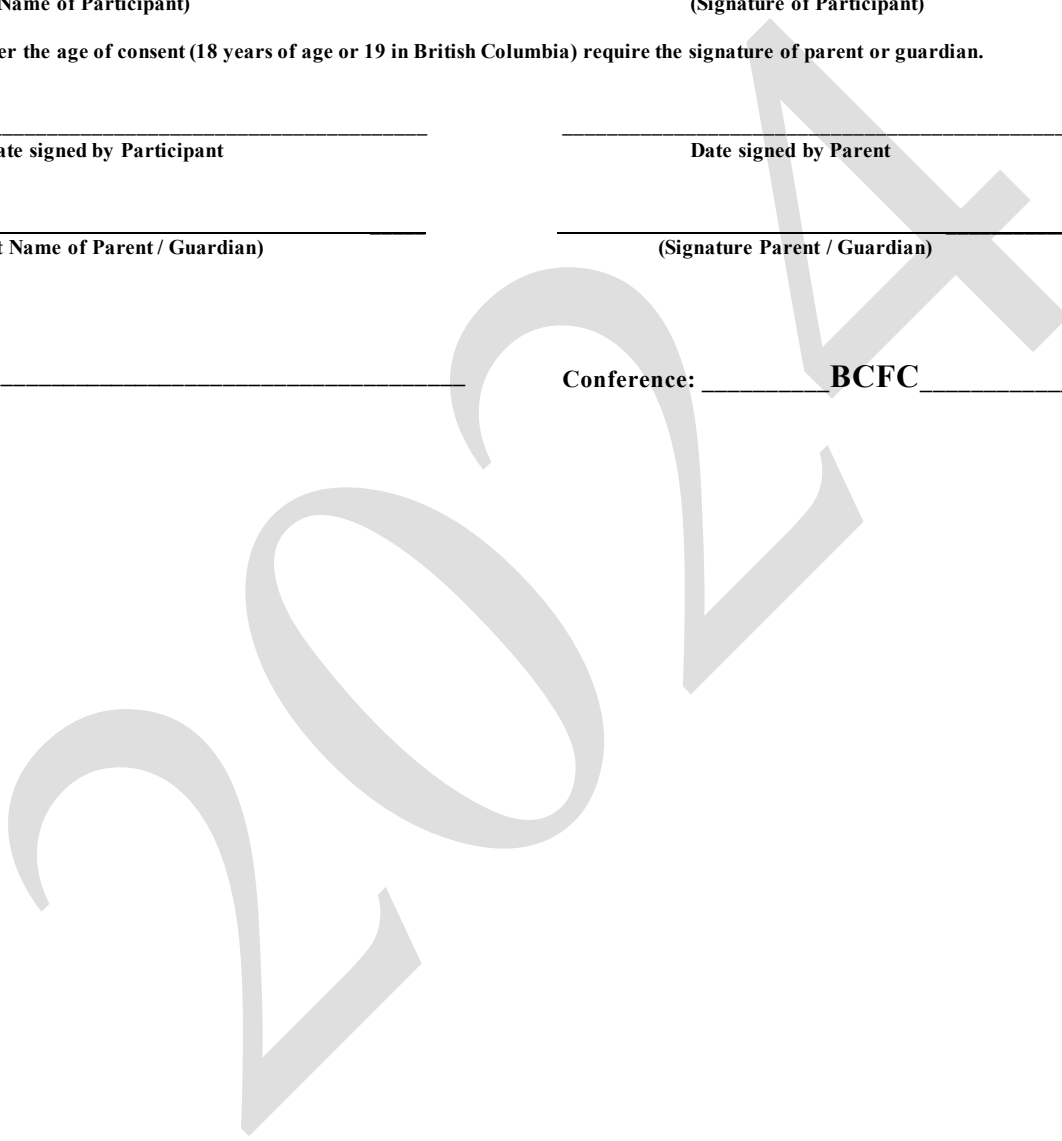 Name of Participant) (Signature of Participant)
er the age of consent (18 years of age or 19 in British Columbia) require the signature of parent or guardian.
ate signed by Participant Date signed by Parent
t Name of Parent / Guardian) (Signature Parent / Guardian)
Conference: __________BCFC___________
2024